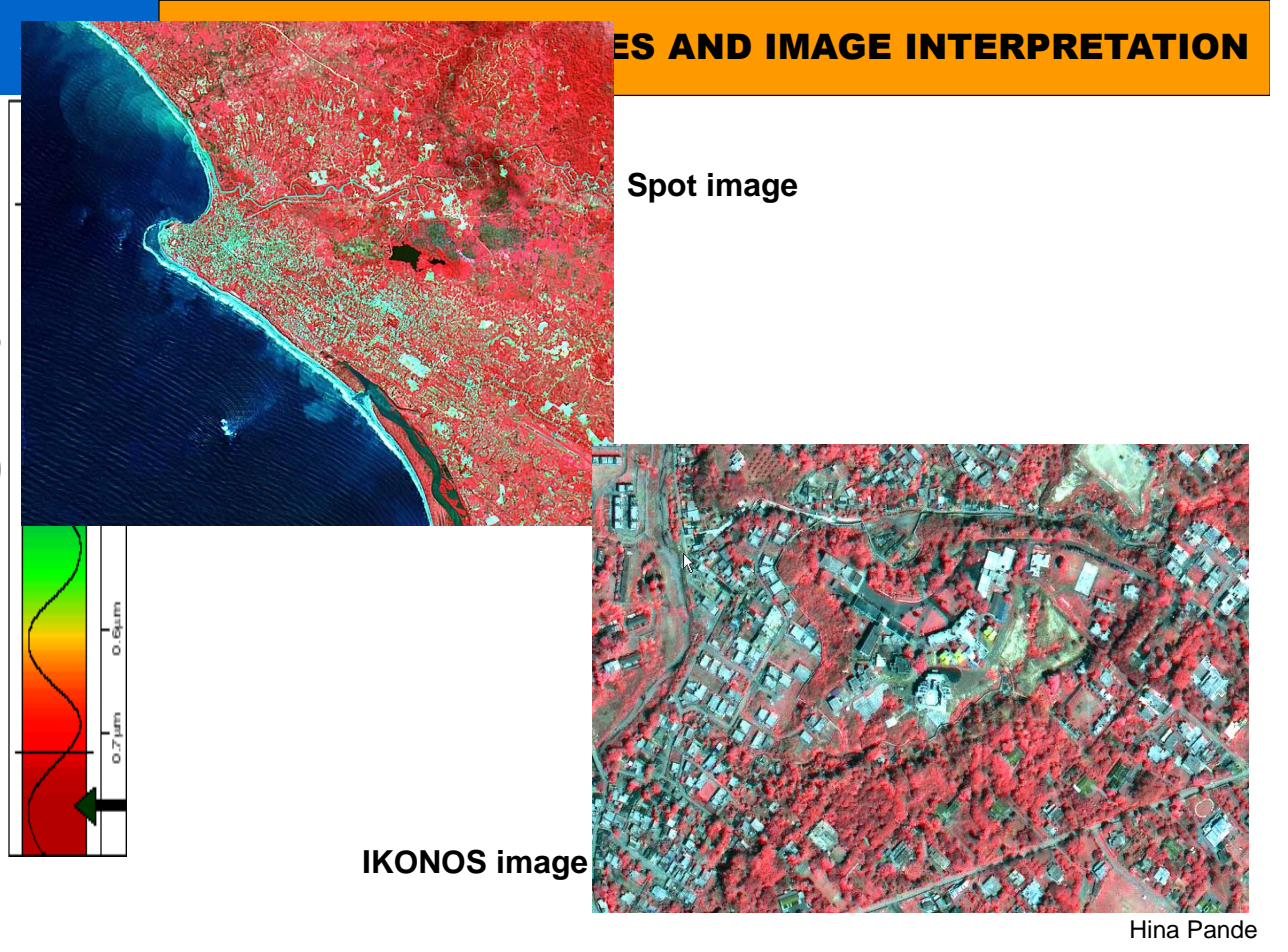 ES AND IMAGE INTERPRETATION
Spot image
0.6µm
0.7µm
IKONOS image
Hina Pande